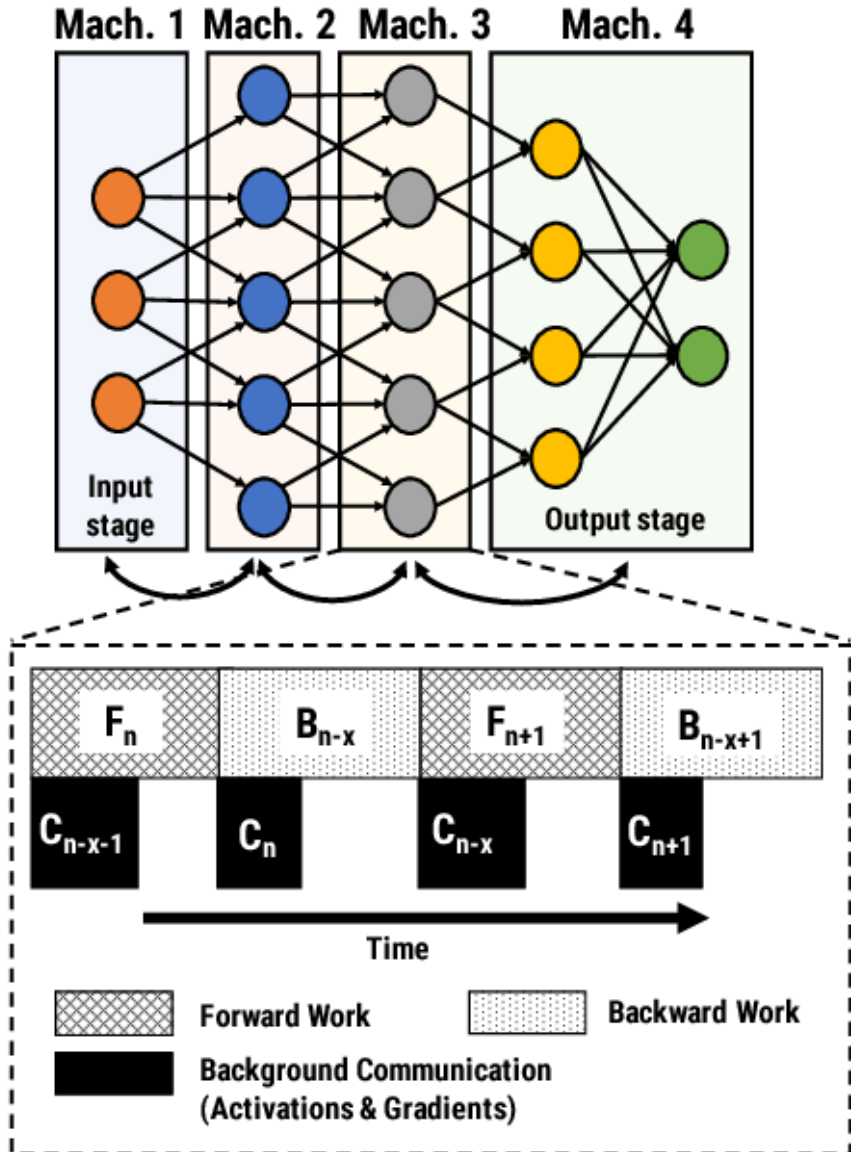 Mach. 1 Mach. 2 Mach. 3 Mach. 4
Input
stage
Output stage
Fₙ Bₙ₋ₓ Fₙ₊₁ Bₙ₋ₓ₊₁
Cₙ₋ₓ₋₁ Cₙ Cₙ₋ₓ Cₙ₊₁
Time
Forward Work
Backward Work
Background Communication
(Activations & Gradients)